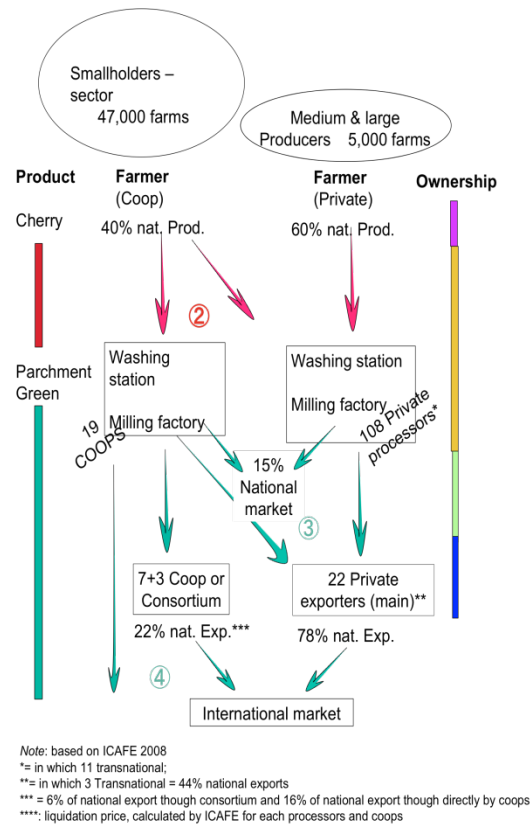 Smallholders –
sector
47,000 farms
Medium & large
Producers 5,000 farms
Product
Farmer
(Coop)
Farmer
(Private)
Ownership
Cherry
40% nat. Prod.
60% nat. Prod.
②
Washing
station
Milling factory
Washing station
Milling factory
Parchment
Green
19
COOPS
108 Private
processors*
15%
National
market
③
7+3 Coop or
Consortium
22 Private
exporters (main)**
22% nat. Exp.***
78% nat. Exp.
④
International market
Note: based on ICAFE 2008
*= in which 11 transnational;
**= in which 3 Transnational = 44% national exports
*** = 6% of national export though consortium and 16% of national export though directly by coops
****: liquidation price, calculated by ICAFE for each processors and coops